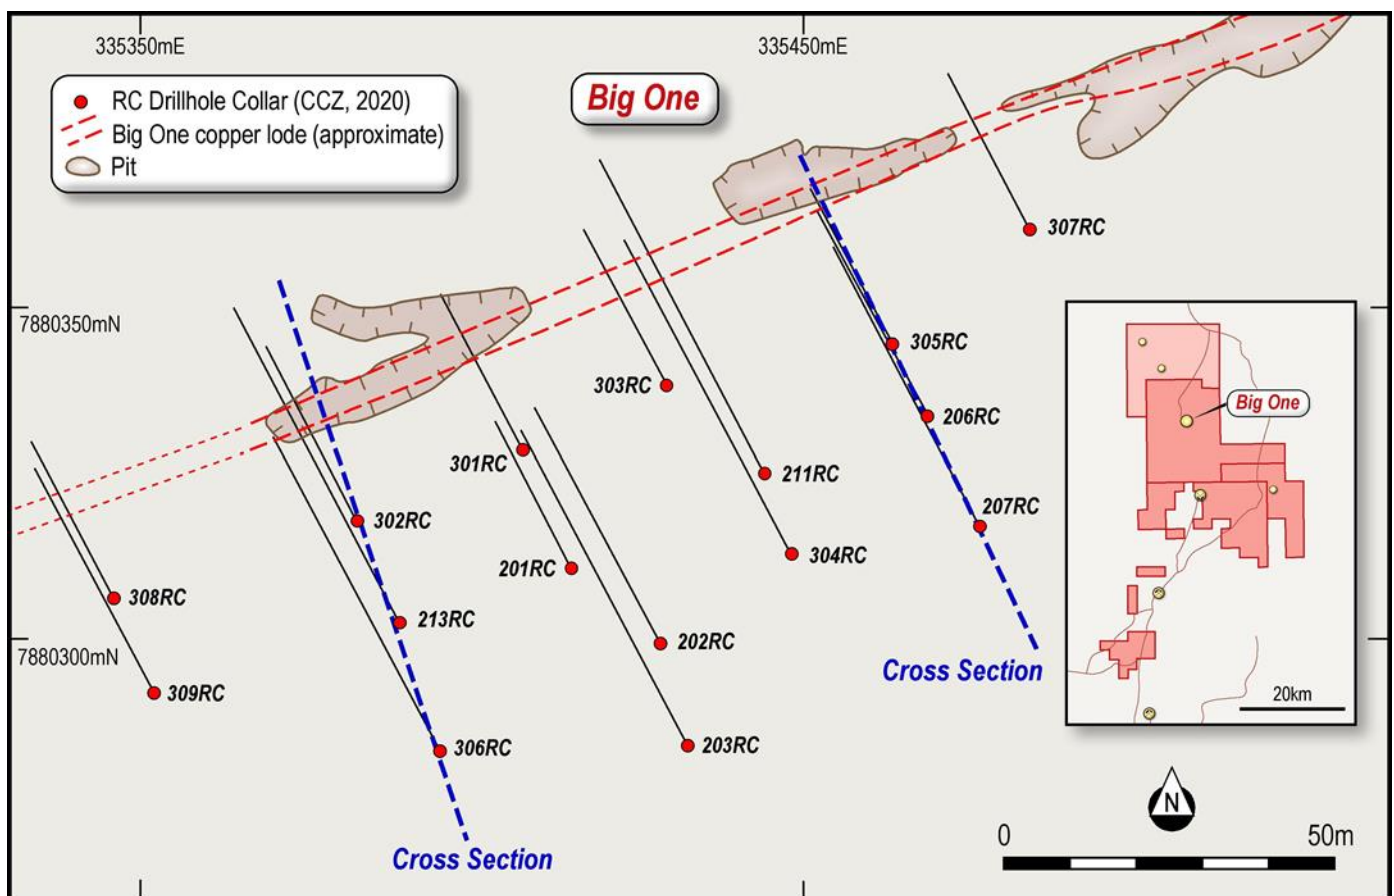 335350mE
335450mE
RC Drillhole Collar (CCZ, 2020)
Big One copper lode (approximate)
Pit
Big One
307RC
7880350mN
305RC
303RC
206RC
Big One
301RC
211RC
302RC
207RC
201RC
304RC
308RC
213RC
202RC
7880300mN
Cross Section
309RC
20km
306RC
203RC
N
0
50m
Cross Section